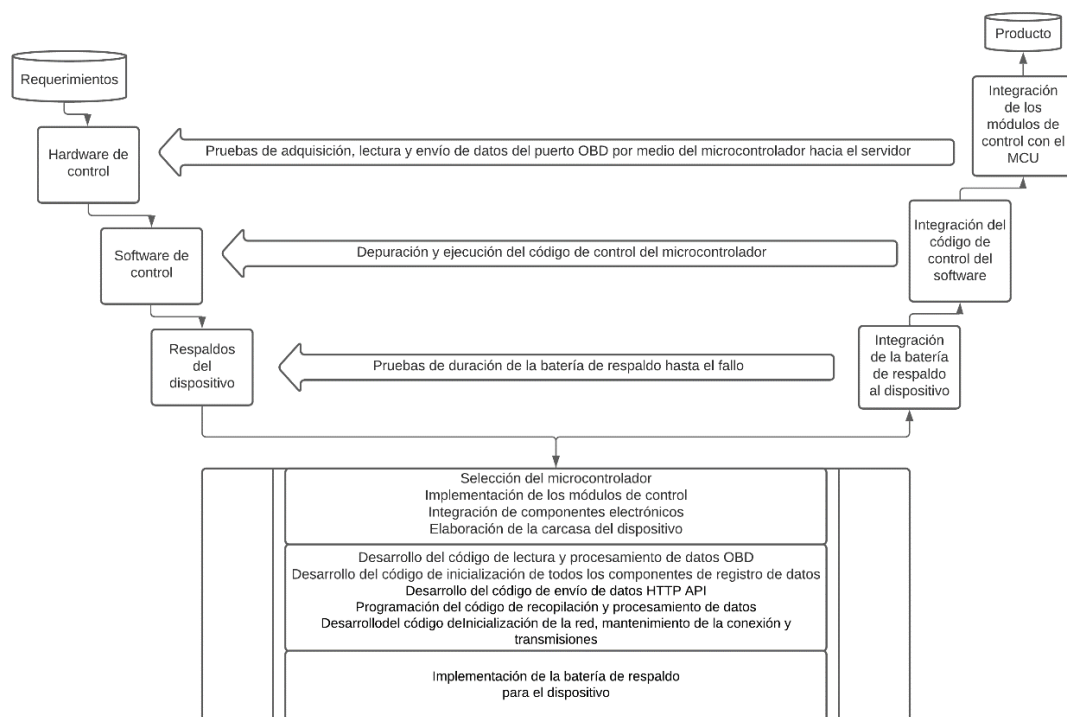 Producto
Requerimientos
Integración
de los
módulos de
control con el
MCU
Hardware de
control
Pruebas de adquisición, lectura y envío de datos del puerto OBD por medio del microcontrolador hacia el servidor
Integración del
código de
control del
software
Software de
control
Depuración y ejecución del código de control del microcontrolador
Integración
de la batería
de respaldo
al dispositivo
Respaldos
del
dispositivo
Pruebas de duración de la batería de respaldo hasta el fallo
Selección del microcontrolador
Implementación de los módulos de control
Integración de componentes electrónicos
Elaboración de la carcasa del dispositivo
Desarrollo del código de lectura y procesamiento de datos OBD
Desarrollo del código de inicialización de todos los componentes de registro de datos
Desarrollo del código de envío de datos HTTP API
Programación del código de recopilación y procesamiento de datos
Desarrollodel código deInicialización de la red, mantenimiento de la conexión y
transmisiones
Implementación de la batería de respaldo
para el dispositivo